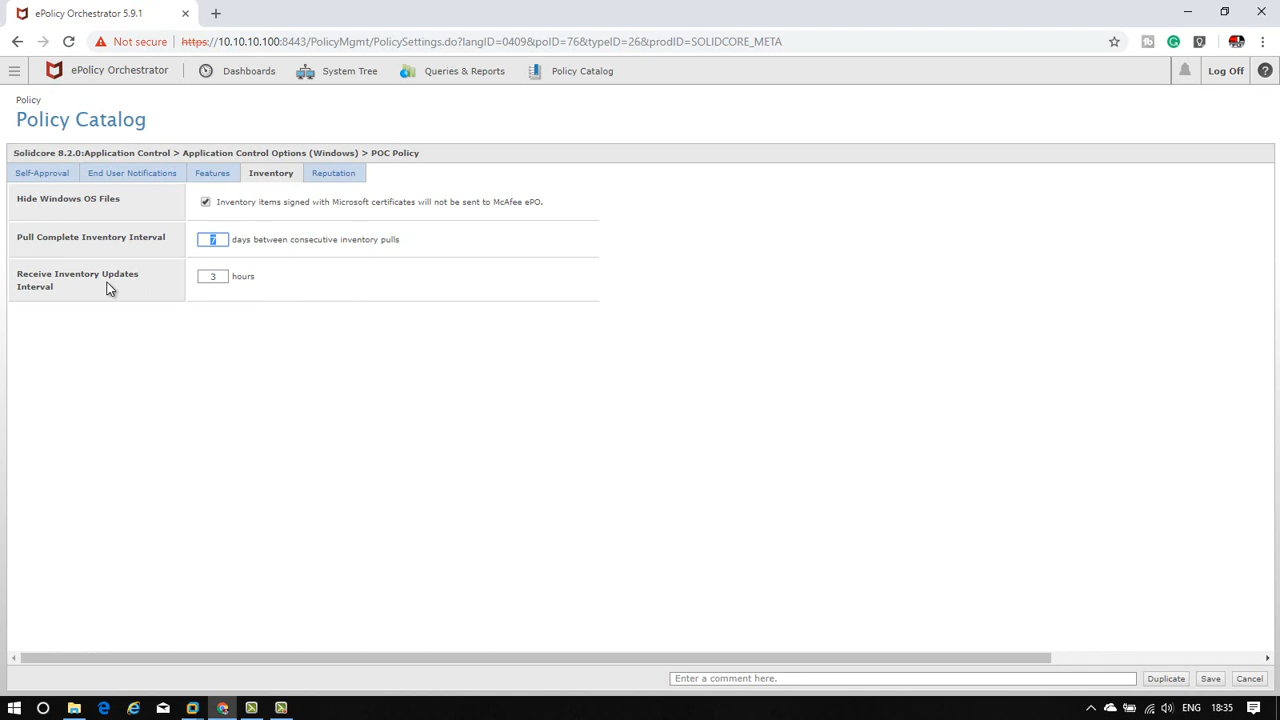 ePolicy Orchestrator 5.9.1
Not secure
https://10.10.10.100:8443/PolicyMgmt/PolicySettings.do?langID=0409&poID=76&typeID=26&prodID=SOLIDCORE_META
ePolicy Orchestrator
Dashboards
System Tree
Queries & Reports
Policy Catalog
Log Off
Policy
Policy Catalog
Solidcore 8.2.0:Application Control > Application Control Options (Windows) > POC Policy
Self-Approval
End User Notifications
Features
Inventory
Reputation
Hide Windows OS Files
Inventory items signed with Microsoft certificates will not be sent to McAfee ePO.
Pull Complete Inventory Interval
7 days between consecutive inventory pulls
Receive Inventory Updates
Interval
3 hours
Enter a comment here.
Duplicate
Save
Cancel
ENG
18:35